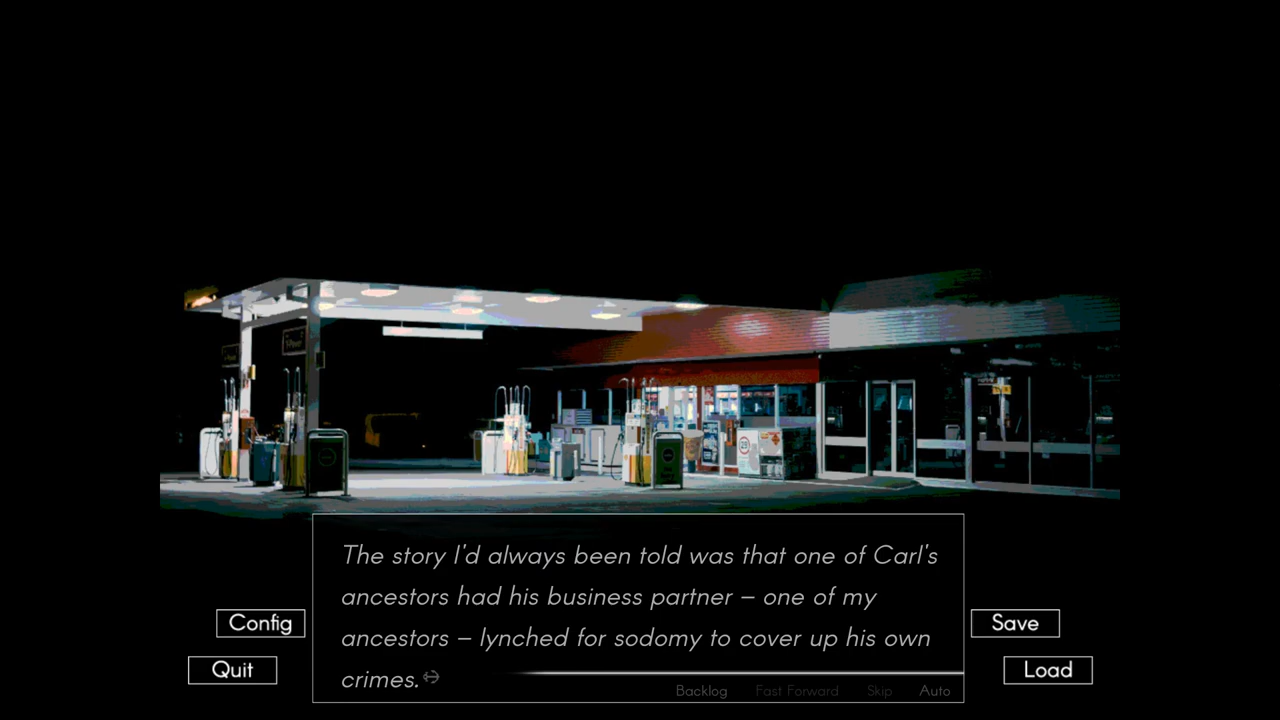 The story I'd always been told was that one of Carl's
ancestors had his business partner – one of my
ancestors – lynched for sodomy to cover up his own
crimes.
Config
Quit
Save
Load
Backlog
Fast Forward
Skip
Auto